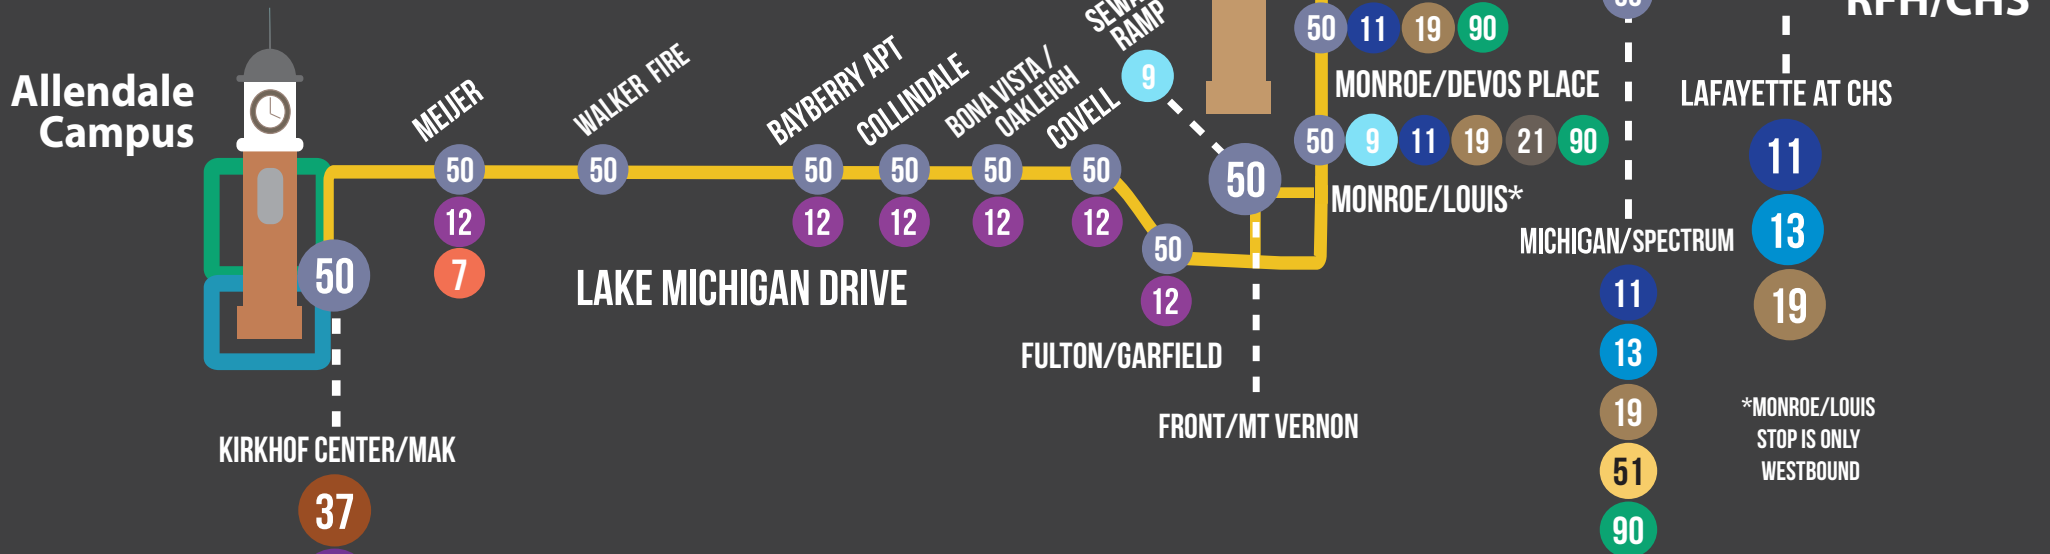 Allendale
Campus
MEIJER
50
12
7
WALKER FIRE
50
BAYBERRY APT
50
12
COLLINDALE
50
12
BONA VISTA /
OAKLEIGH
50
12
COVELL
50
12
50
12
FULTON/GARFIELD
LAKE MICHIGAN DRIVE
50
KIRKHOF CENTER/MAK
37
RAMP
9
50
FRONT/MT VERNON
50 11 19 90
MONROE/DEVOS PLACE
50 9 11 19 21 90
MONROE/LOUIS*
MICHIGAN/SPECTRUM
11
13
19
51
90
RFH/CHS
LAFAYETTE AT CHS
11
13
19
*MONROE/LOUIS
STOP IS ONLY
WESTBOUND